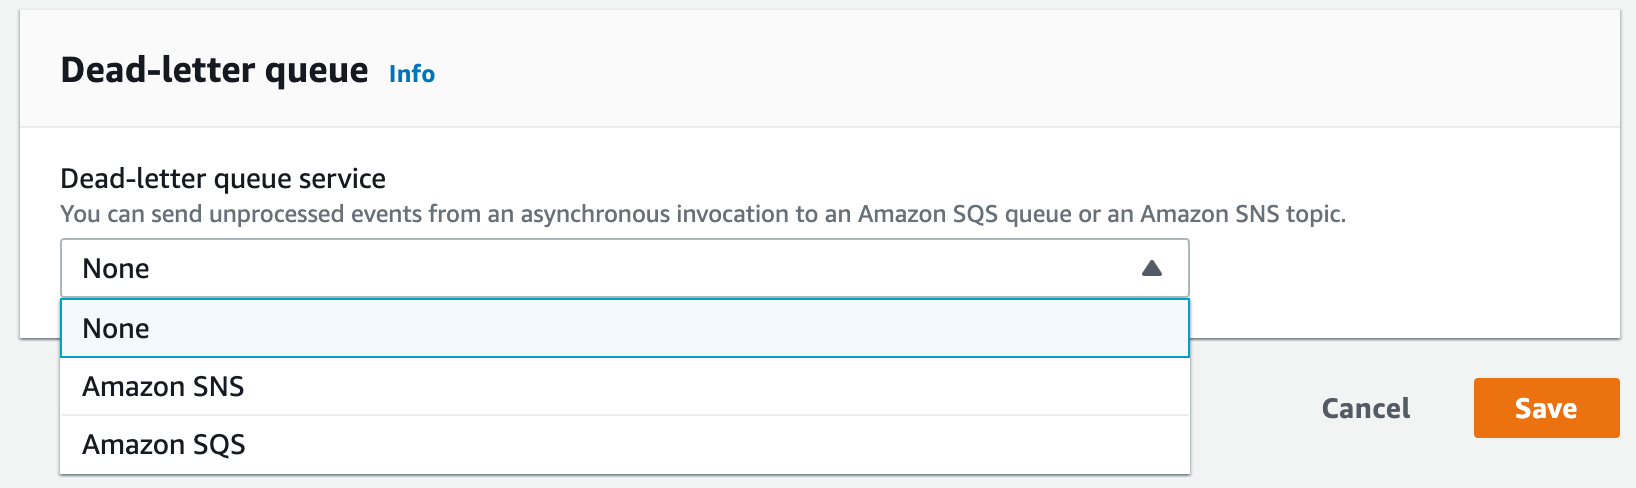 Dead-letter queue Info
Dead-letter queue service
You can send unprocessed events from an asynchronous invocation to an Amazon SQS queue or an Amazon SNS topic.
None
None
Amazon SNS
Amazon SQS
Cancel Save